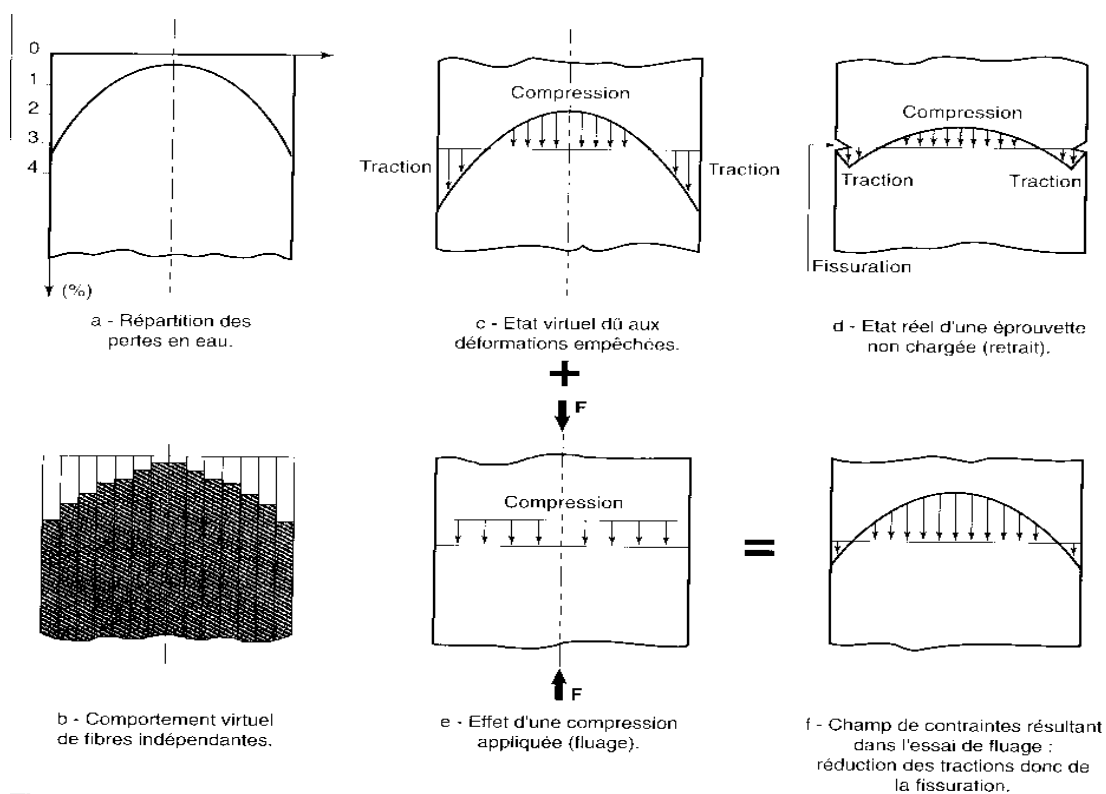 0
1
2
3
4
(%)
a - Répartition des
pertes en eau.
Compression
Traction
Traction
c - Etat virtuel dû aux
déformations empêchées.
Compression
Traction
Traction
Fissuration
d - Etat réel d'une éprouvette
non chargée (retrait).
+
F
b - Comportement virtuel
de fibres indépendantes.
Compression
F
e - Effet d'une compression
appliquée (fluage).
=
f - Champ de contraintes résultant
dans l'essai de fluage :
réduction des tractions donc de
la fissuration.